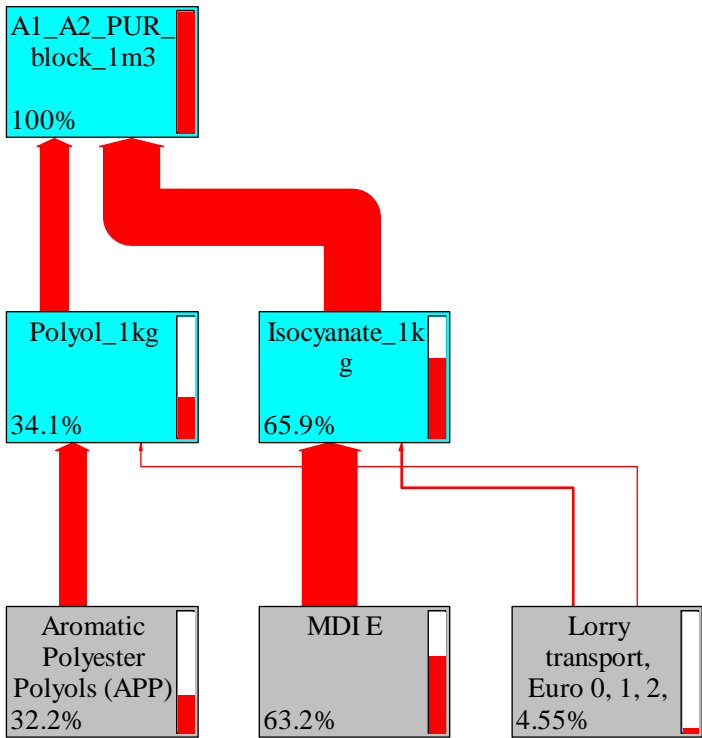 A1_A2_PUR_
block_1m3
100%
Polyol_1kg
34.1%
Isocyanate_1k
g
65.9%
Aromatic
Polyester
Polyols (APP)
32.2%
MDI E
63.2%
Lorry
transport,
Euro 0, 1, 2,
4.55%